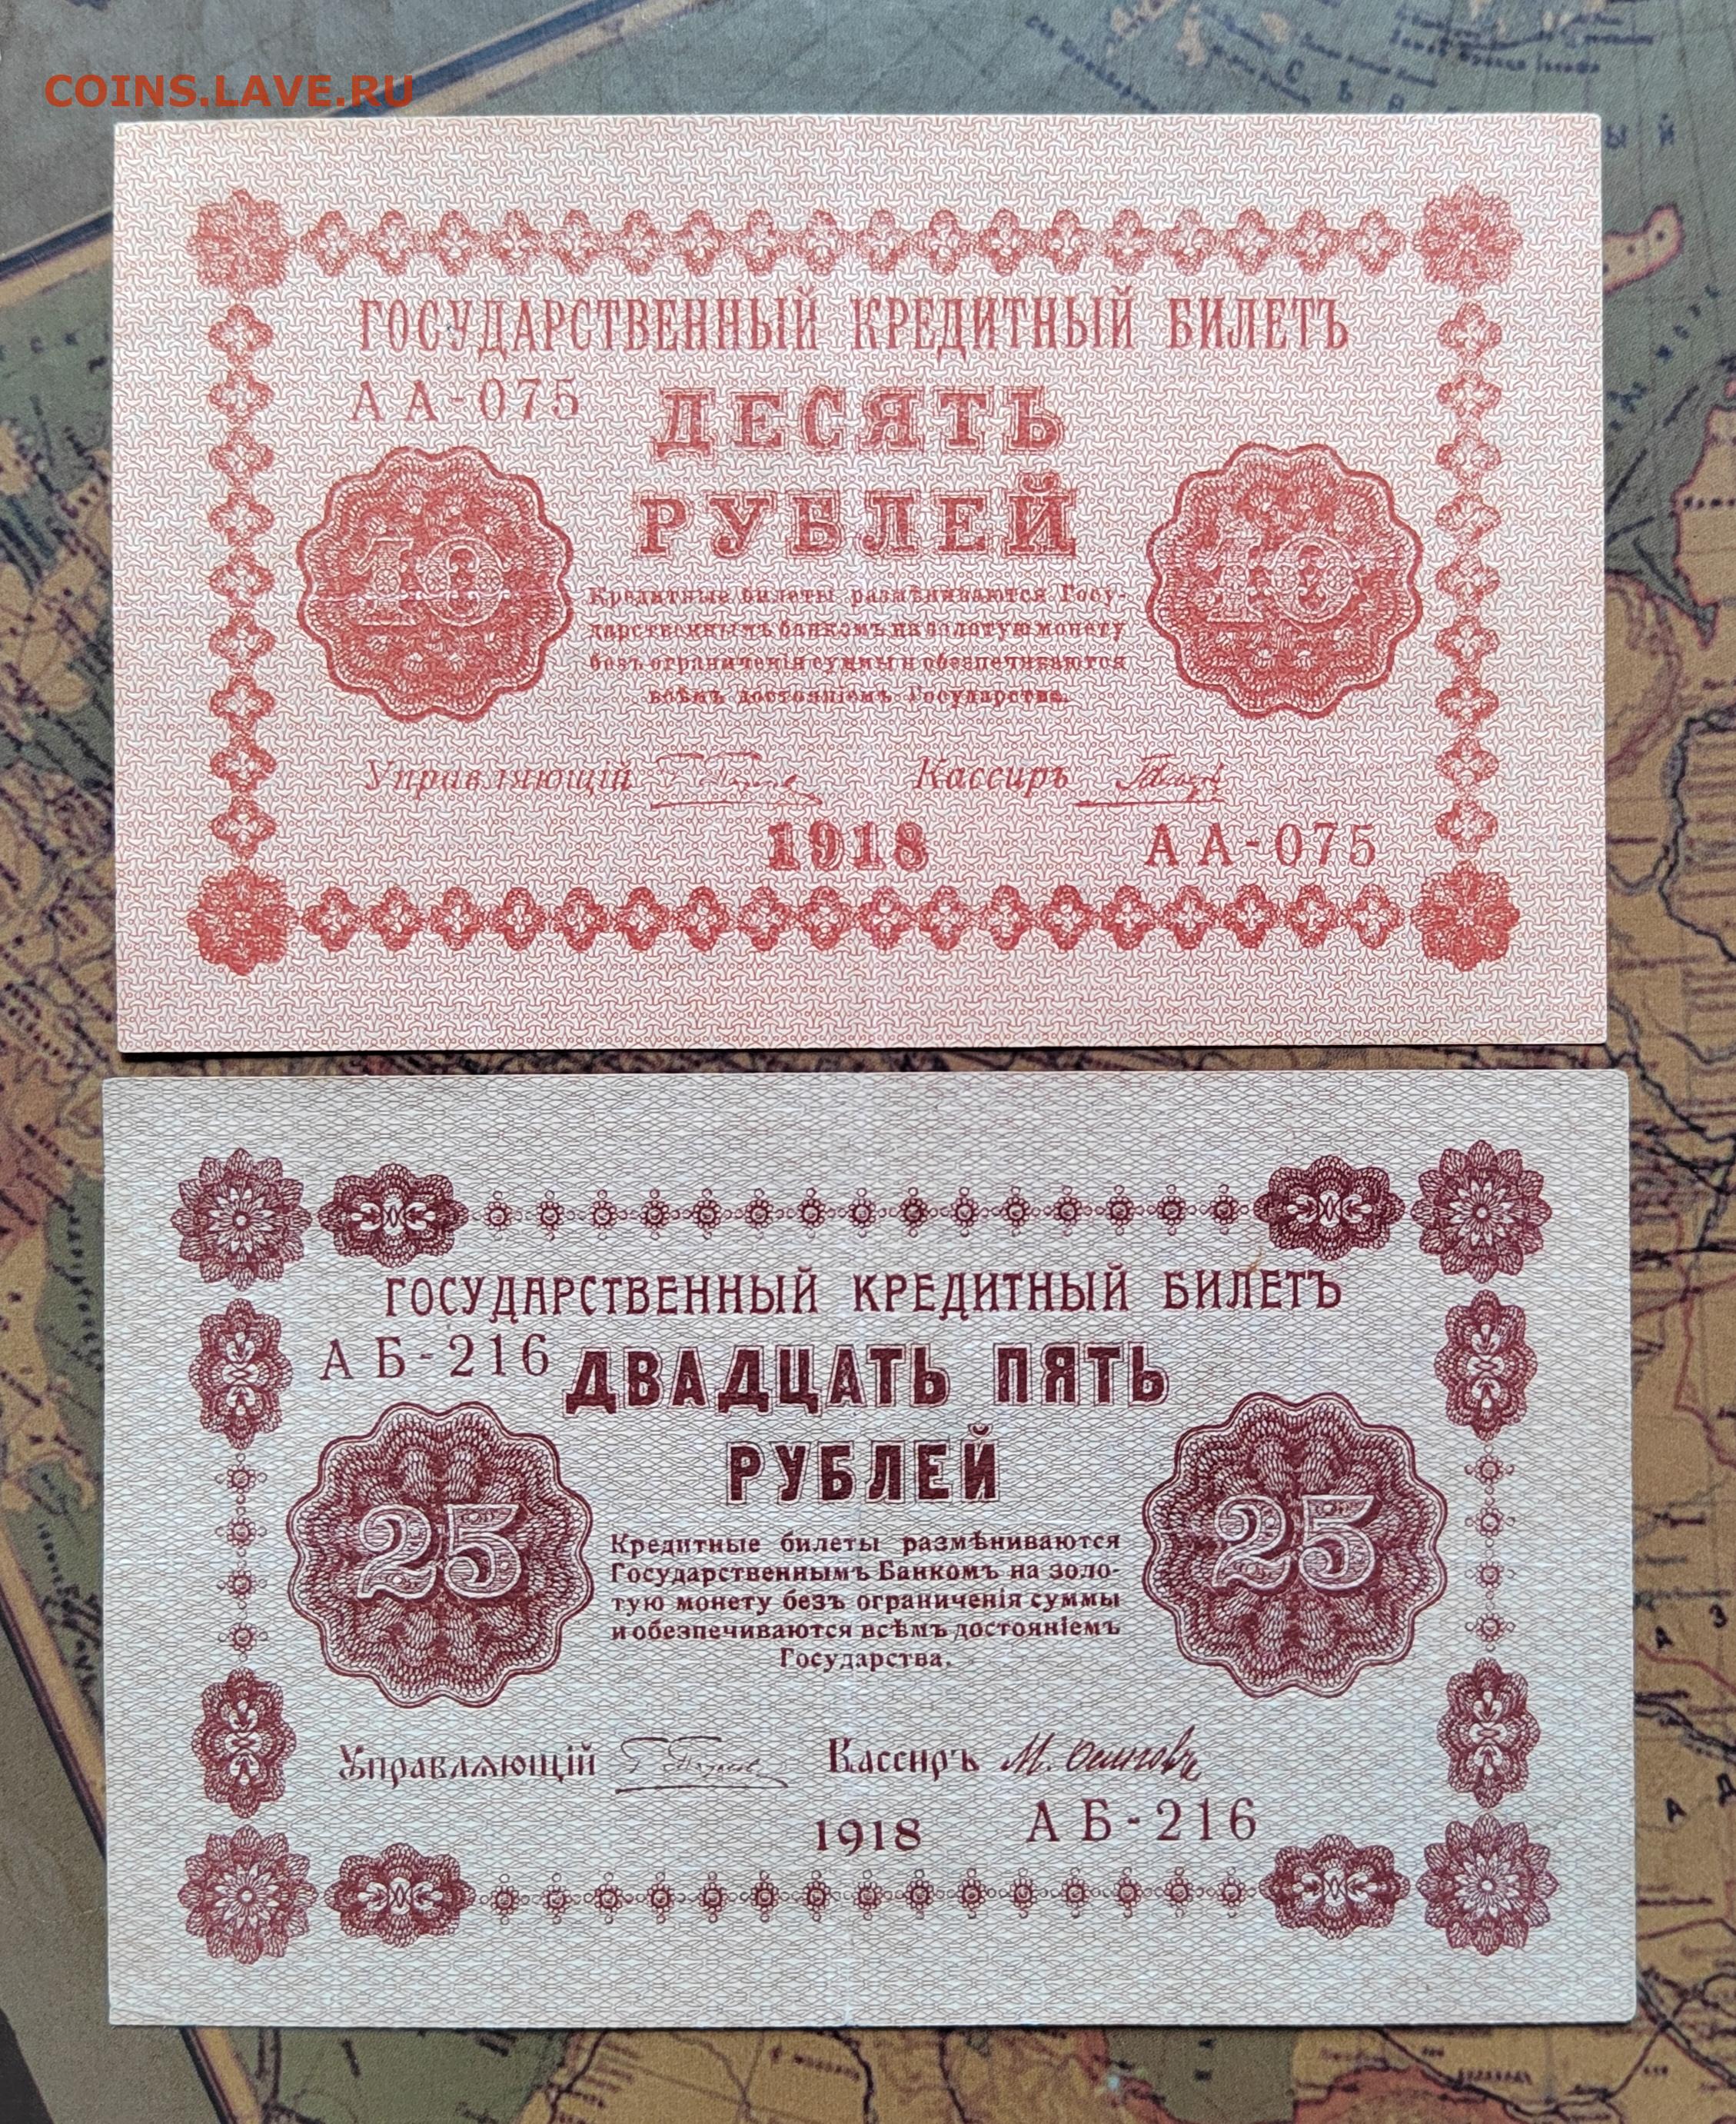 COINS.LAVE.RU
ГОСУДАРСТВЕННЫЙ КРЕДИТНЫЙ БИЛЕТЪ
АА-075
ДЕСЯТЬ
РУБЛЕЙ
10
10
Кредитные билеты размѣниваются Госу-
дарственнымъ банкомъ на золотую монету
безъ ограниченія суммы и обезпечиваются
всѣмъ достояніемъ Государства.
Управляющій
Кассиръ
1918
АА-075
ГОСУДАРСТВЕННЫЙ КРЕДИТНЫЙ БИЛЕТЪ
АБ-216
ДВАДЦАТЬ ПЯТЬ
РУБЛЕЙ
25
25
Кредитные билеты размѣниваются
Государственнымъ Банкомъ на золо-
тую монету безъ ограниченія суммы
и обезпечиваются всѣмъ достояніемъ
Государства.
Управляющій
Кассиръ М. Осиповъ
1918
АБ-216